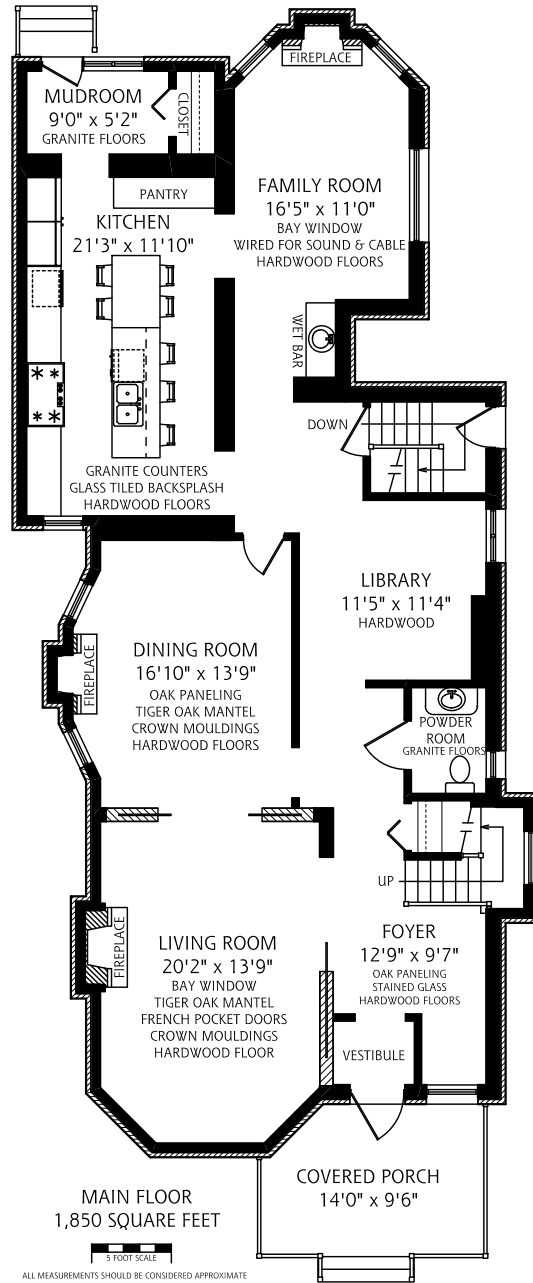 FIREPLACE
MUDROOM
9'0" x 5'2"
GRANITE FLOORS
CLOSET
PANTRY
FAMILY ROOM
16'5" x 11'0"
BAY WINDOW
WIRED FOR SOUND & CABLE
HARDWOOD FLOORS
KITCHEN
21'3" x 11'10"
WET BAR
DOWN
GRANITE COUNTERS
GLASS TILED BACKSPLASH
HARDWOOD FLOORS
LIBRARY
11'5" x 11'4"
HARDWOOD
DINING ROOM
16'10" x 13'9"
OAK PANELING
TIGER OAK MANTEL
CROWN MOULDINGS
HARDWOOD FLOORS
FIREPLACE
POWDER
ROOM
GRANITE FLOORS
UP
LIVING ROOM
20'2" x 13'9"
BAY WINDOW
TIGER OAK MANTEL
FRENCH POCKET DOORS
CROWN MOULDINGS
HARDWOOD FLOOR
FIREPLACE
FOYER
12'9" x 9'7"
OAK PANELING
STAINED GLASS
HARDWOOD FLOORS
VESTIBULE
COVERED PORCH
14'0" x 9'6"
MAIN FLOOR
1,850 SQUARE FEET
5 FOOT SCALE
ALL MEASUREMENTS SHOULD BE CONSIDERED APPROXIMATE